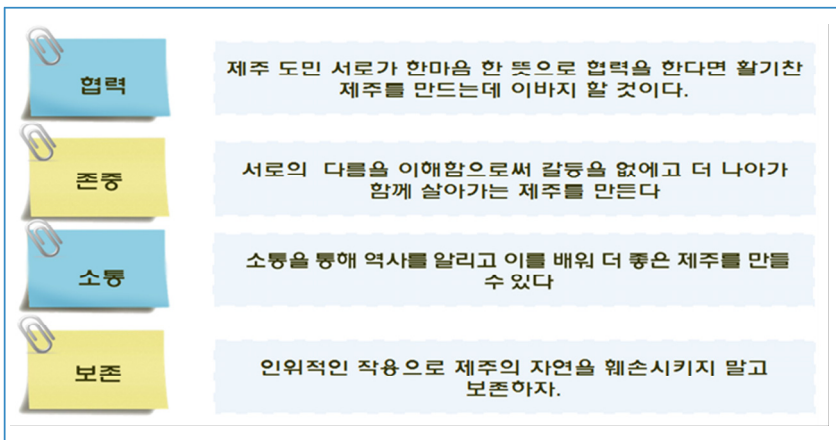 협력
제주 도민 서로가 한마음 한 뜻으로 협력을 한다면 활기찬
제주를 만드는데 이바지 할 것이다.
존중
서로의 다름을 이해함으로써 갈등을 없에고 더 나아가
함께 살아가는 제주를 만든다
소통
소통을 통해 역사를 알리고 이를 배워 더 좋은 제주를 만들
수 있다
보존
인위적인 작용으로 제주의 자연을 훼손시키지 말고
보존하자.